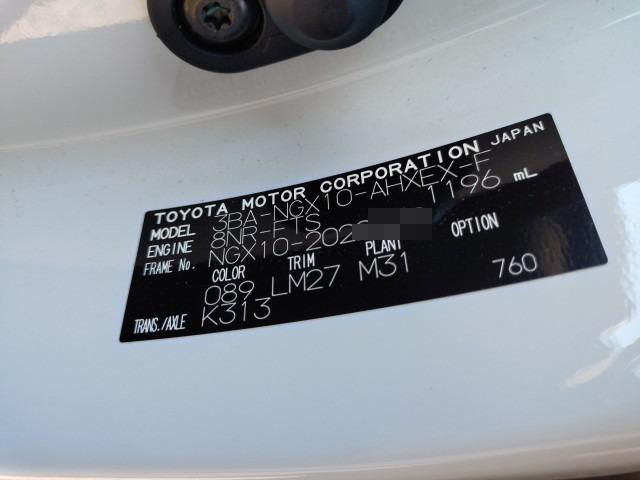 TOYOTA MOTOR CORPORATION JAPAN
MODEL 3BA-NGX10-AHXEX-F
ENGINE 8NR-FTS 1196 mL
FRAME No. NGX10-202
COLOR TRIM PLANT OPTION
089 LM27 M31 760
TRANS./AXLE K313